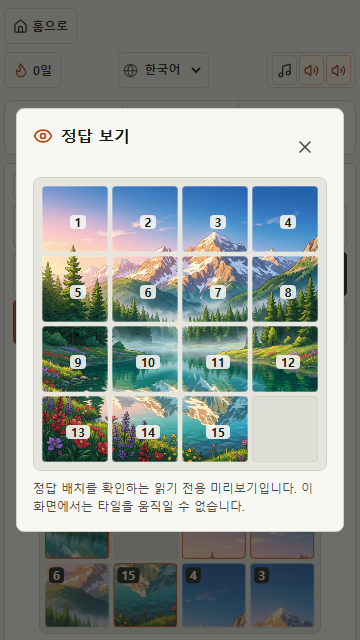 홈으로
0일
한국어
정답 보기
1 2 3 4
5 6 7 8
9 10 11 12
13 14 15
정답 배치를 확인하는 읽기 전용 미리보기입니다. 이
화면에서는 타일을 움직일 수 없습니다.
6 15 4 3